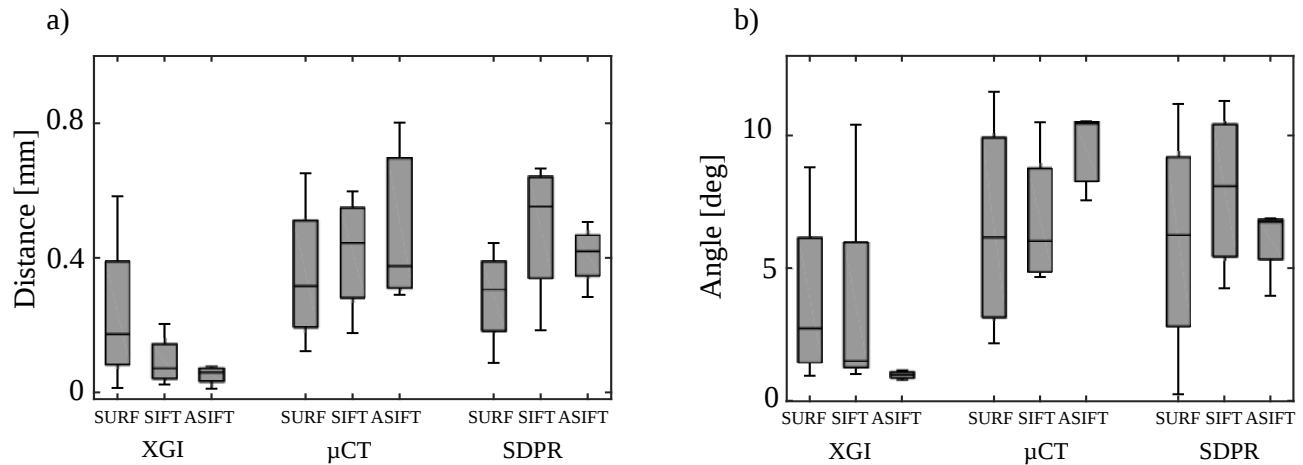 a)
Distance [mm]
0.8
0.4
0
SURF SIFT ASIFT SURF SIFT ASIFT SURF SIFT ASIFT
XGI µCT SDPR
b)
Angle [deg]
10
5
0
SURF SIFT ASIFT SURF SIFT ASIFT SURF SIFT ASIFT
XGI µCT SDPR